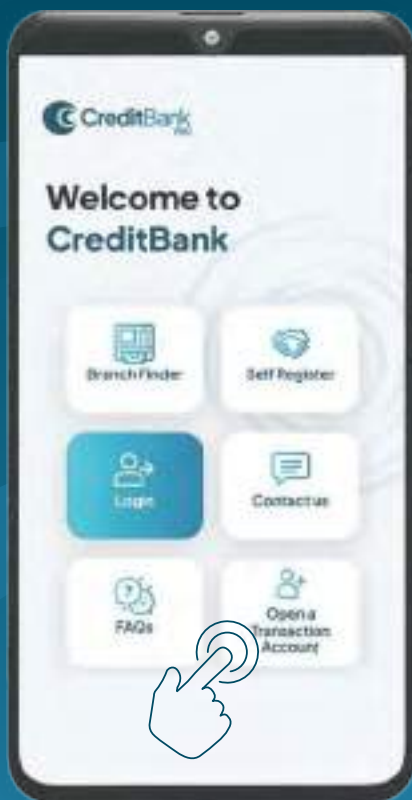 CreditBank
Welcome to
CreditBank
Branch Finder
Self Register
Login
Contact us
FAQs
Open a
Transaction
Account